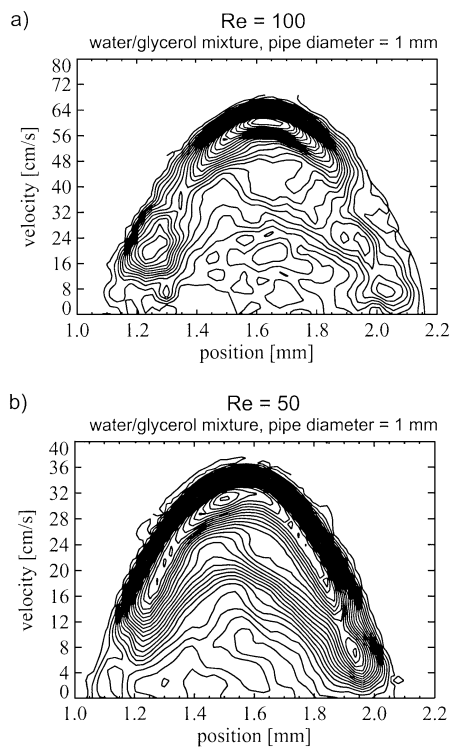 a)
Re = 100
water/glycerol mixture, pipe diameter = 1 mm
80
72
64
56
48
40
32
24
16
8
0
velocity [cm/s]
1.0 1.2 1.4 1.6 1.8 2.0 2.2
position [mm]
b)
Re = 50
water/glycerol mixture, pipe diameter = 1 mm
40
36
32
28
24
20
16
12
8
4
0
velocity [cm/s]
1.0 1.2 1.4 1.6 1.8 2.0 2.2
position [mm]